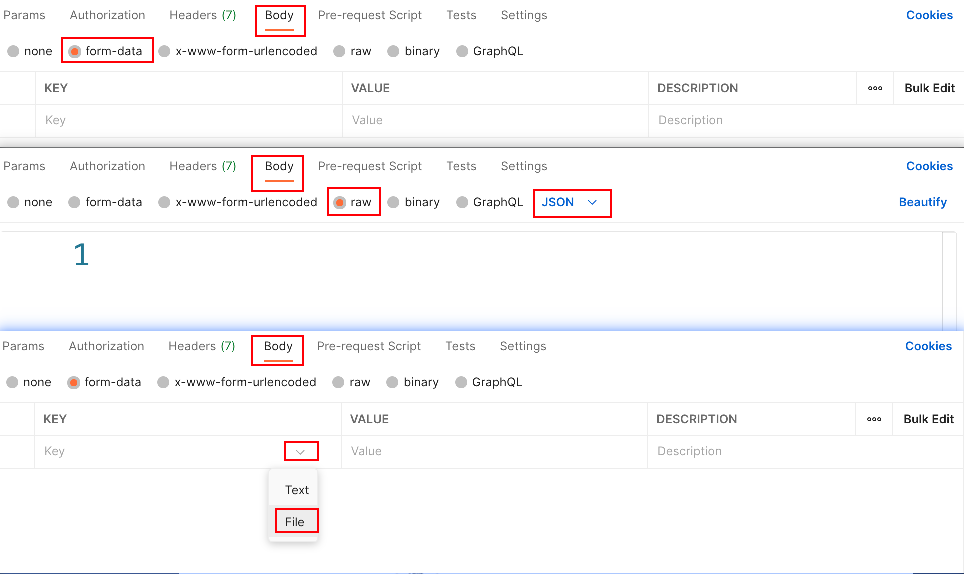 Params Authorization Headers (7) Body Pre-request Script Tests Settings Cookies
none form-data x-www-form-urlencoded raw binary GraphQL
KEY VALUE DESCRIPTION ooo Bulk Edit
Key Value Description
Params Authorization Headers (7) Body Pre-request Script Tests Settings Cookies
none form-data x-www-form-urlencoded raw binary GraphQL JSON Beautify
1
Params Authorization Headers (7) Body Pre-request Script Tests Settings Cookies
none form-data x-www-form-urlencoded raw binary GraphQL
KEY VALUE DESCRIPTION ooo Bulk Edit
Key Value Description
Text
File